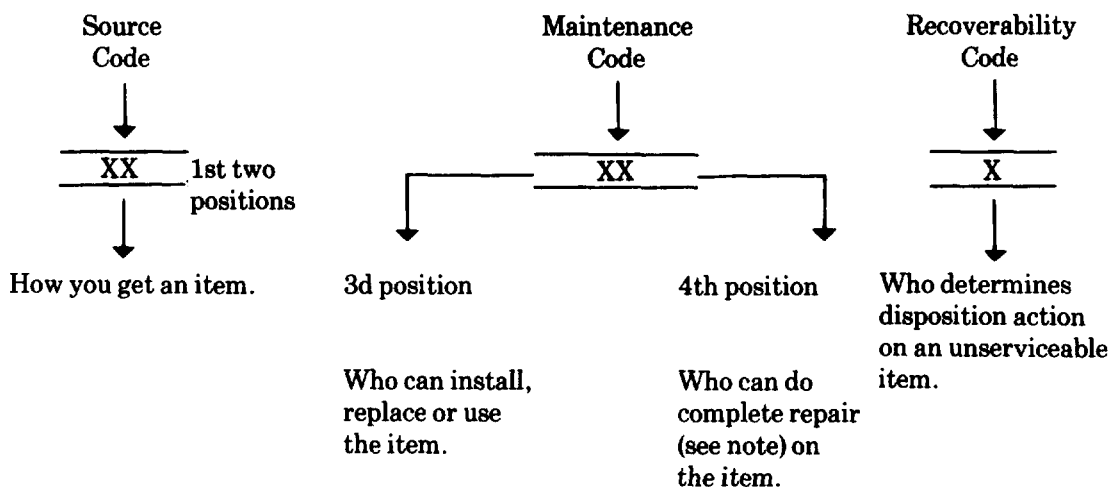 Source
Code
Maintenance
Code
Recoverability
Code
XX
1st two
positions
XX
X
How you get an item.
3d position
4th position
Who determines
disposition action
on an unserviceable
item.
Who can install,
replace or use
the item.
Who can do
complete repair
(see note) on
the item.